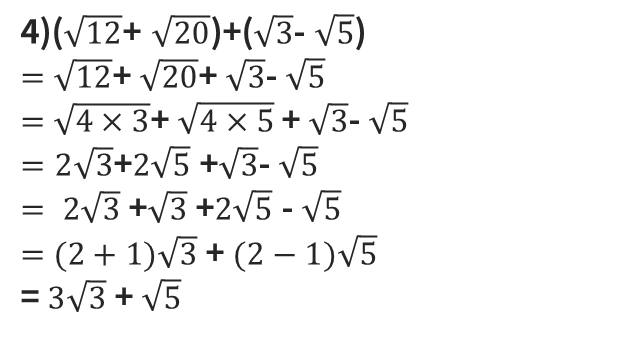 4)(√12+ √20)+(√3- √5)
= √12+ √20+ √3- √5
= √4 × 3+ √4 × 5 + √3- √5
= 2√3+2√5 +√3- √5
= 2√3 +√3 +2√5 - √5
= (2 + 1)√3 + (2 − 1)√5
= 3√3 + √5